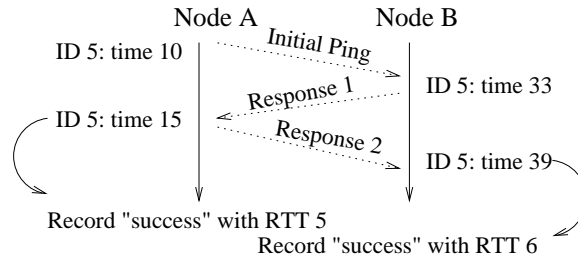 Node A
Node B
ID 5: time 10
Initial Ping
ID 5: time 33
Response 1
ID 5: time 15
Response 2
ID 5: time 39
Record "success" with RTT 5
Record "success" with RTT 6